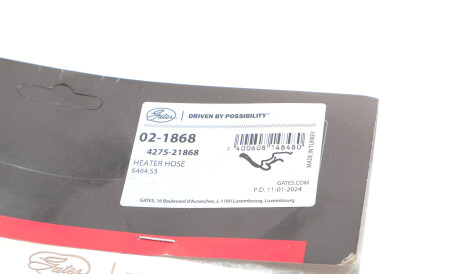 Gates DRIVEN BY POSSIBILITY™
02-1868
4275-21868
HEATER HOSE
6464.53
5 400608 148480
MADE IN TURKEY
GATES.COM
P.D. 11-01-2024
GATES, 16 Boulevard d'Avranches, L-1160 Luxembourg, Luxembourg
Gates